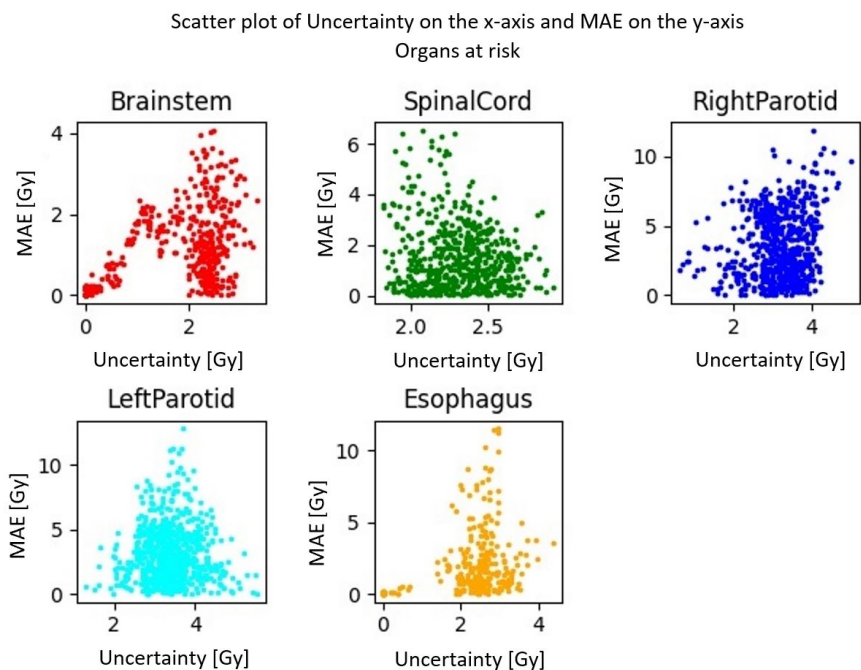 Scatter plot of Uncertainty on the x-axis and MAE on the y-axis
Organs at risk
Brainstem
MAE [Gy]
4
2
0
0 2
Uncertainty [Gy]
SpinalCord
MAE [Gy]
6
4
2
0
2.0 2.5
Uncertainty [Gy]
RightParotid
MAE [Gy]
10
5
0
2 4
Uncertainty [Gy]
LeftParotid
MAE [Gy]
10
5
0
2 4
Uncertainty [Gy]
Esophagus
MAE [Gy]
10
5
0
0 2 4
Uncertainty [Gy]